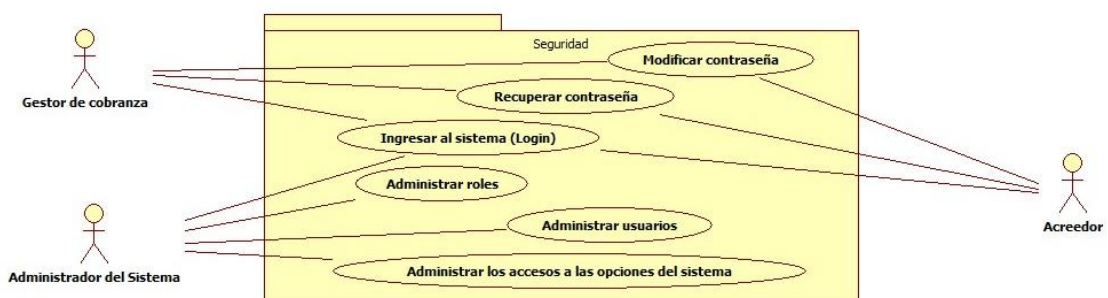 Seguridad
Modificar contraseña
Gestor de cobranza
Recuperar contraseña
Ingresar al sistema (Login)
Administrar roles
Acreedor
Administrar usuarios
Administrador del Sistema
Administrar los accesos a las opciones del sistema